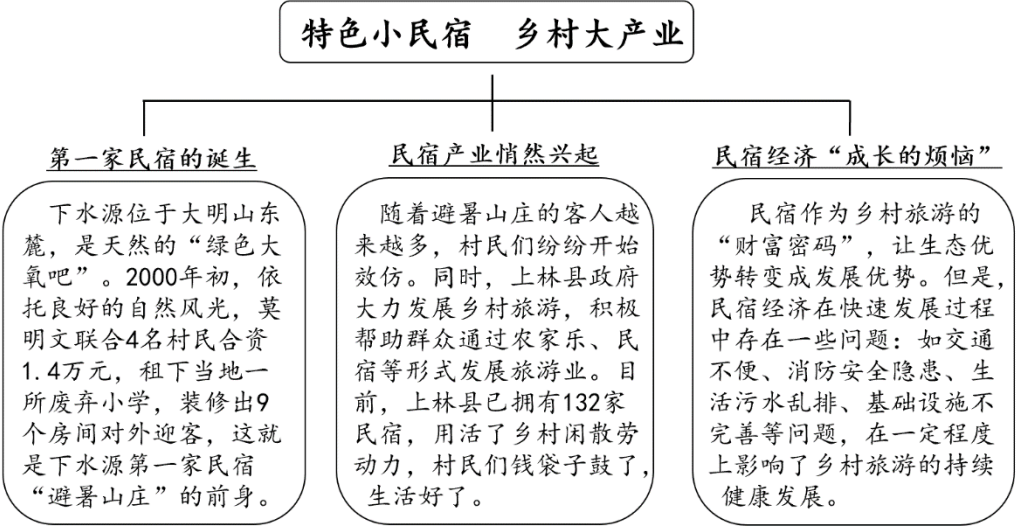 特色小民宿 乡村大产业
第一家民宿的诞生
下水源位于大明山东
麓，是天然的“绿色大
氧吧”。2000年初，依
托良好的自然风光，莫
明文联合4名村民合资
1.4万元，租下当地一
所废弃小学，装修出9
个房间对外迎客，这就
是下水源第一家民宿
“避暑山庄”的前身。
民宿产业悄然兴起
随着避暑山庄的客人越
来越多，村民们纷纷开始
效仿。同时，上林县政府
大力发展乡村旅游，积极
帮助群众通过农家乐、民
宿等形式发展旅游业。目
前，上林县已拥有132家
民宿，用活了乡村闲散劳
动力，村民们钱袋子鼓了，
生活好了。
民宿经济“成长的烦恼”
民宿作为乡村旅游的
“财富密码”，让生态优
势转变成发展优势。但是，
民宿经济在快速发展过程
中存在一些问题：如交通
不便、消防安全隐患、生
活污水乱排、基础设施不
完善等问题，在一定程度
上影响了乡村旅游的持续
健康发展。